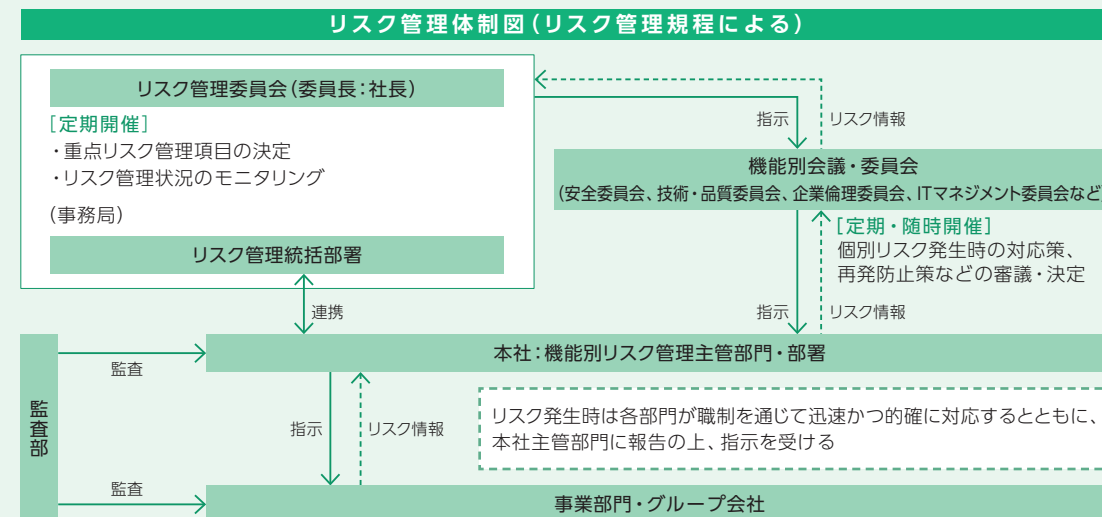 リスク管理体制図（リスク管理規程による）
リスク管理委員会（委員長：社長）
［定期開催］
・重点リスク管理項目の決定
・リスク管理状況のモニタリング
（事務局）
リスク管理統括部署
指示
リスク情報
機能別会議・委員会
（安全委員会、技術・品質委員会、企業倫理委員会、ITマネジメント委員会など）
［定期・随時開催］
個別リスク発生時の対応策、
再発防止策などの審議・決定
連携
指示
リスク情報
本社：機能別リスク管理主管部門・部署
監査
監査部
指示
リスク情報
リスク発生時は各部門が職制を通じて迅速かつ的確に対応するとともに、
本社主管部門に報告の上、指示を受ける
監査
事業部門・グループ会社